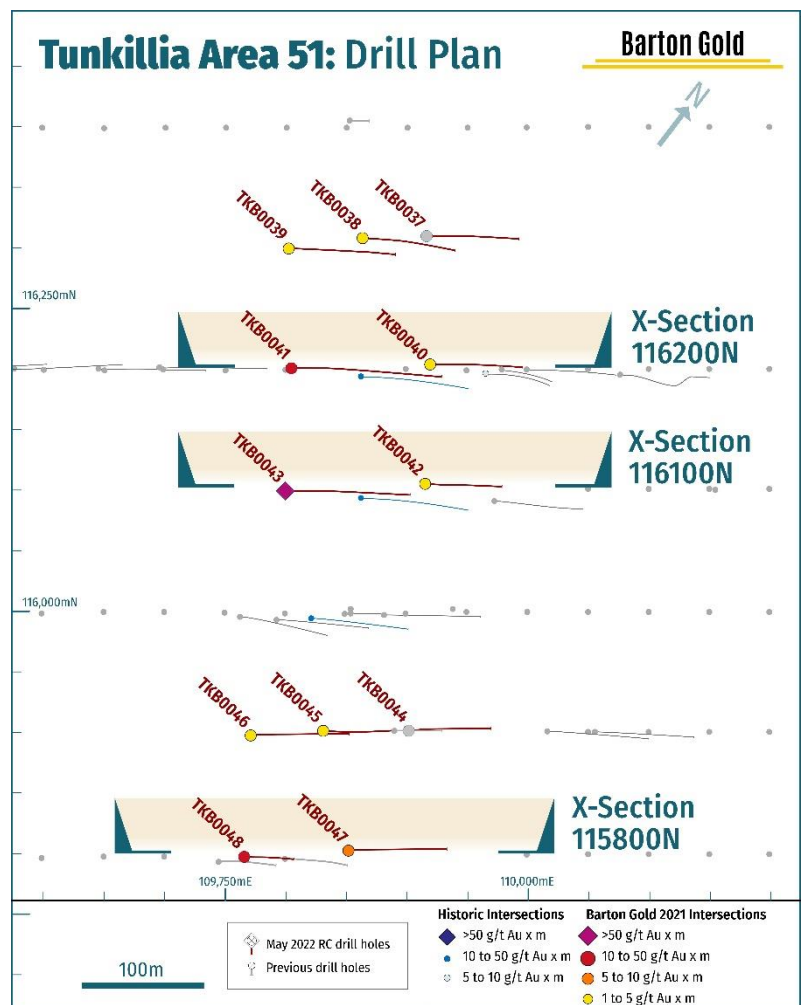 Tunkillia Area 51: Drill Plan
Barton Gold
N
TKB0039
TKB0038
TKB0037
116,250mN
TKB0041
TKB0040
X-Section
116200N
TKB0043
TKB0042
X-Section
116100N
116,000mN
TKB0046
TKB0045
TKB0044
TKB0048
TKB0047
X-Section
115800N
109,750mE
110,000mE
100m
May 2022 RC drill holes
Previous drill holes
Historic Intersections
>50 g/t Au x m
10 to 50 g/t Au x m
5 to 10 g/t Au x m
Barton Gold 2021 Intersections
>50 g/t Au x m
10 to 50 g/t Au x m
5 to 10 g/t Au x m
1 to 5 g/t Au x m